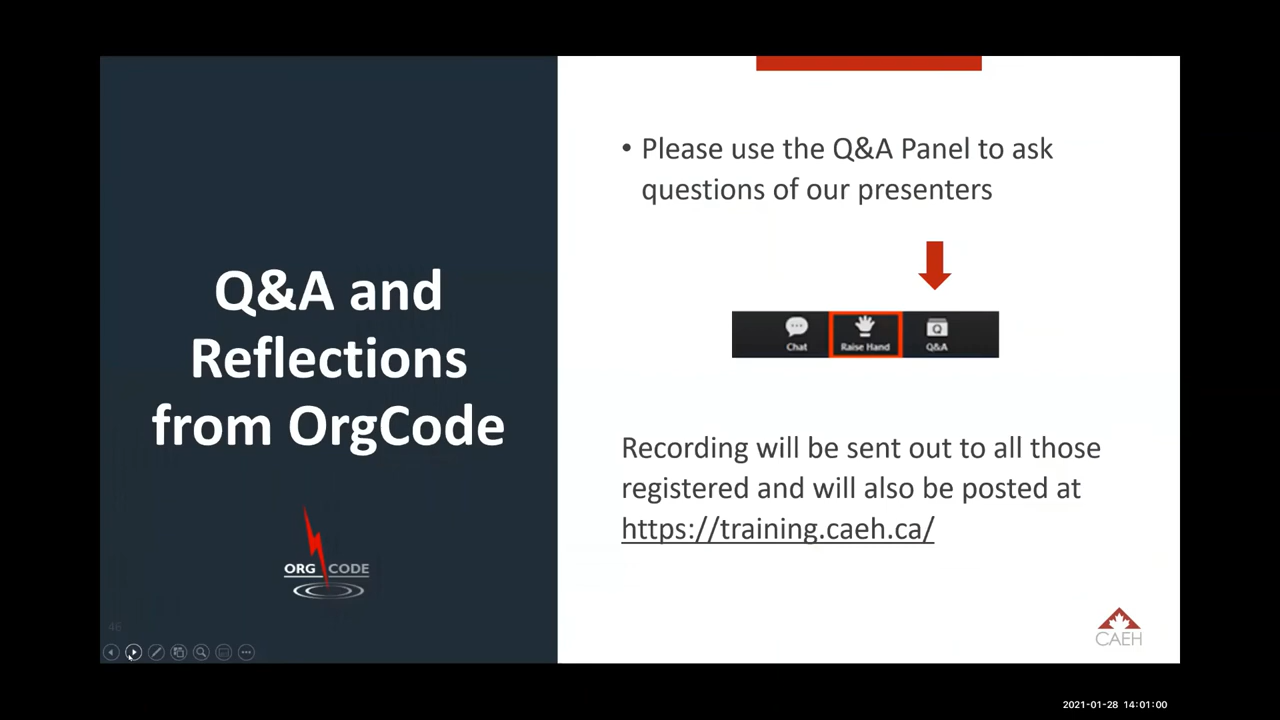 Q&A and
Reflections
from OrgCode
ORG CODE
46
• Please use the Q&A Panel to ask
questions of our presenters
Chat
Raise Hand
Q&A
Recording will be sent out to all those
registered and will also be posted at
https://training.caeh.ca/
CAEH
2021-01-28 14:01:00